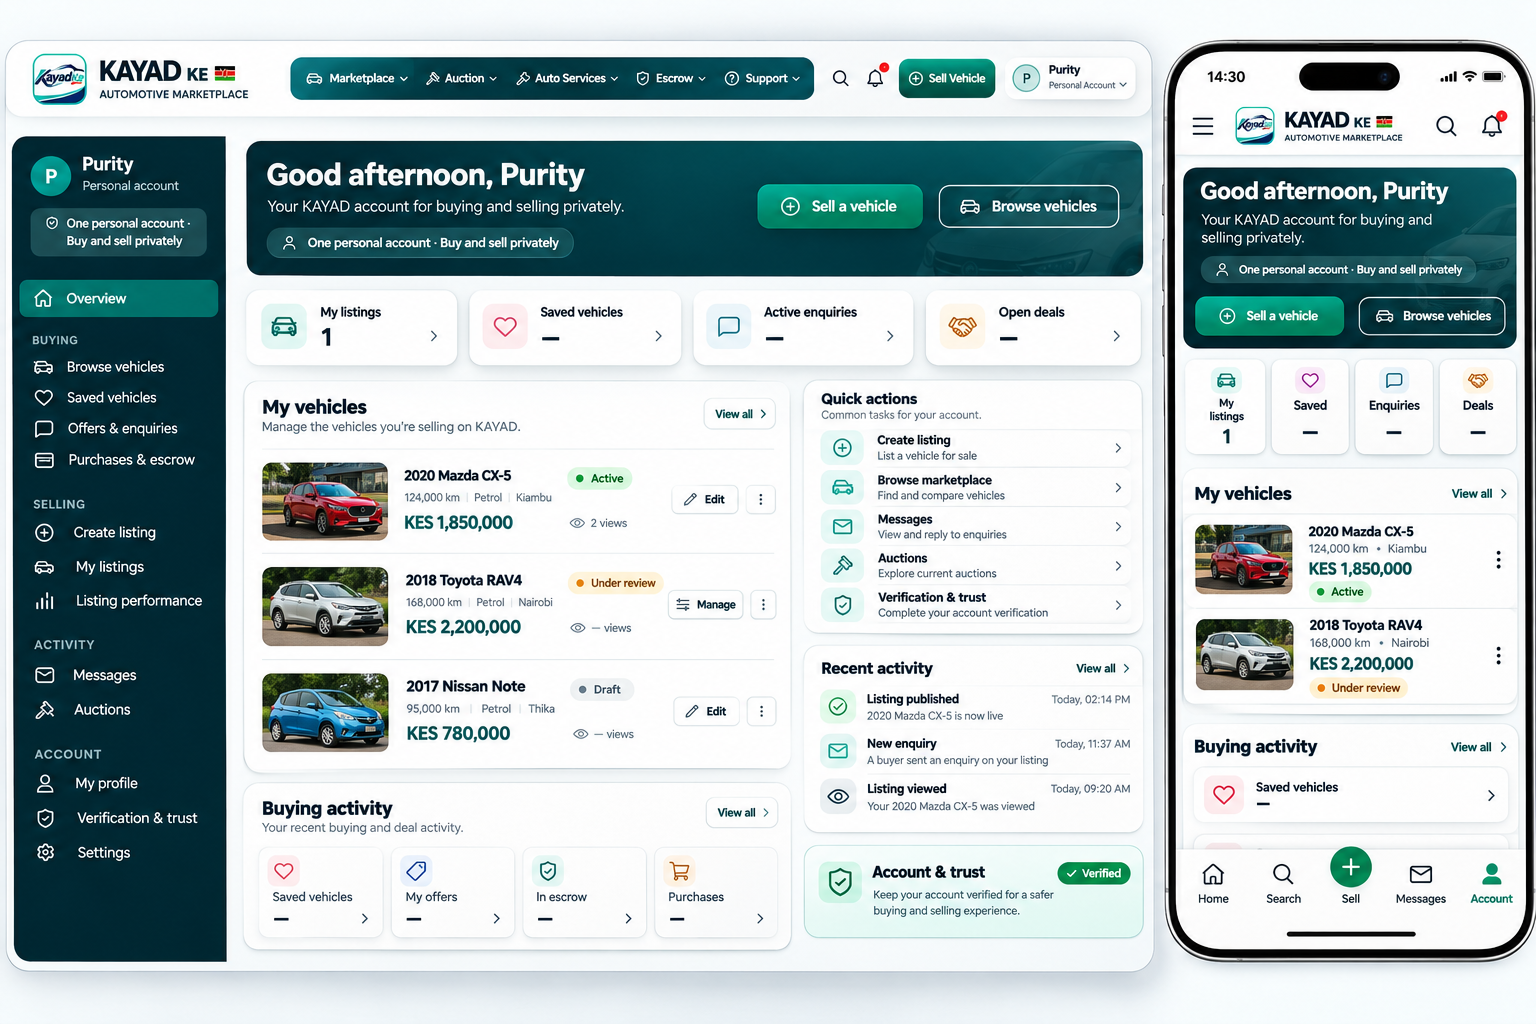 KAYAD KE
AUTOMOTIVE MARKETPLACE
Marketplace
Auction
Auto Services
Escrow
Support
Sell Vehicle
P
Purity
Personal Account
P
Purity
Personal account
One personal account ·
Buy and sell privately
Overview
BUYING
Browse vehicles
Saved vehicles
Offers & enquiries
Purchases & escrow
SELLING
Create listing
My listings
Listing performance
ACTIVITY
Messages
Auctions
ACCOUNT
My profile
Verification & trust
Settings
Good afternoon, Purity
Your KAYAD account for buying and selling privately.
One personal account · Buy and sell privately
Sell a vehicle
Browse vehicles
My listings
1
Saved vehicles
—
Active enquiries
—
Open deals
—
My vehicles
Manage the vehicles you're selling on KAYAD.
View all
2020 Mazda CX-5
124,000 km | Petrol | Kiambu
KES 1,850,000
Active
2 views
Edit
2018 Toyota RAV4
168,000 km | Petrol | Nairobi
KES 2,200,000
Under review
— views
Manage
2017 Nissan Note
95,000 km | Petrol | Thika
KES 780,000
Draft
— views
Edit
Buying activity
Your recent buying and deal activity.
View all
Saved vehicles
—
My offers
—
In escrow
—
Purchases
—
Quick actions
Common tasks for your account.
Create listing
List a vehicle for sale
Browse marketplace
Find and compare vehicles
Messages
View and reply to enquiries
Auctions
Explore current auctions
Verification & trust
Complete your account verification
Recent activity
View all
Listing published
Today, 02:14 PM
2020 Mazda CX-5 is now live
New enquiry
Today, 11:37 AM
A buyer sent an enquiry on your listing
Listing viewed
Today, 09:20 AM
Your 2020 Mazda CX-5 was viewed
Account & trust
Verified
Keep your account verified for a safer
buying and selling experience.
14:30
KAYAD KE
AUTOMOTIVE MARKETPLACE
Good afternoon, Purity
Your KAYAD account for buying and
selling privately.
One personal account · Buy and sell privately
Sell a vehicle
Browse vehicles
My
listings
1
Saved
—
Enquiries
—
Deals
—
My vehicles
View all
2020 Mazda CX-5
124,000 km • Kiambu
KES 1,850,000
Active
2018 Toyota RAV4
168,000 km • Nairobi
KES 2,200,000
Under review
Buying activity
View all
Saved vehicles
—
Home
Search
Sell
Messages
Account